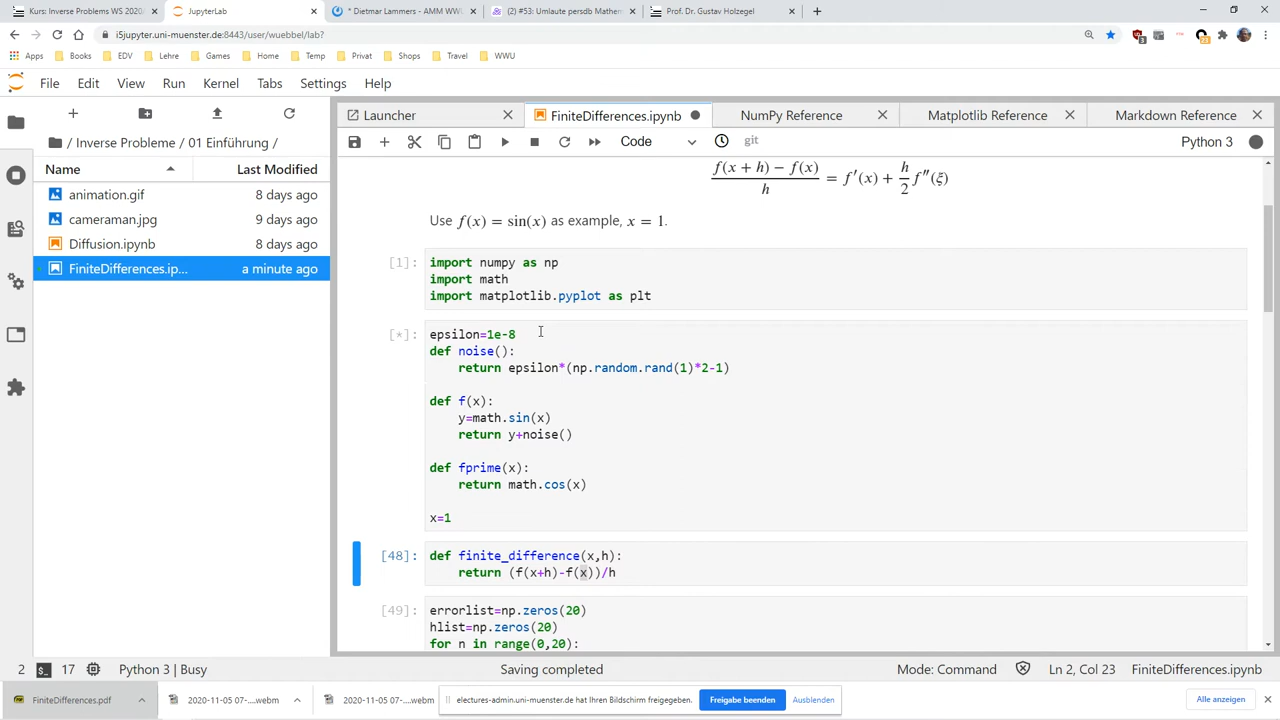 Kurs: Inverse Problems WS 2020/
JupyterLab
* Dietmar Lammers - AMM WWU
(2) #53: Umlaute persdb Mathem
Prof. Dr. Gustav Holzegel
i5jupyter.uni-muenster.de:8443/user/wuebbel/lab?
Apps
Books
EDV
Lehre
Games
Home
Temp
Privat
Shops
Travel
WWU
File Edit View Run Kernel Tabs Settings Help
Launcher
FiniteDifferences.ipynb
NumPy Reference
Matplotlib Reference
Markdown Reference
Code
git
Python 3
/ Inverse Probleme / 01 Einführung /
Name Last Modified
animation.gif 8 days ago
cameraman.jpg 9 days ago
Diffusion.ipynb 8 days ago
FiniteDifferences.ip... a minute ago
f(x + h) − f(x) / h = f′(x) + h/2 f″(ξ)
Use f(x) = sin(x) as example, x = 1.
[1]: import numpy as np
import math
import matplotlib.pyplot as plt
[*]: epsilon=1e-8
def noise():
    return epsilon*(np.random.rand(1)*2-1)
def f(x):
    y=math.sin(x)
    return y+noise()
def fprime(x):
    return math.cos(x)
x=1
[48]: def finite_difference(x,h):
    return (f(x+h)-f(x))/h
[49]: errorlist=np.zeros(20)
hlist=np.zeros(20)
for n in range(0,20):
2
17
Python 3 | Busy
Saving completed
Mode: Command
Ln 2, Col 23
FiniteDifferences.ipynb
FiniteDifferences.pdf
2020-11-05 07-....webm
2020-11-05 07-....webm
electures-admin.uni-muenster.de hat Ihren Bildschirm freigegeben.
Freigabe beenden
Ausblenden
Alle anzeigen